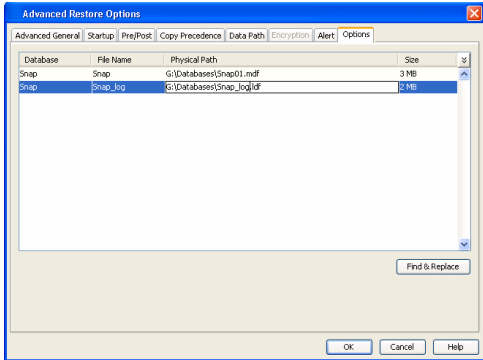 Advanced Restore Options
Advanced General Startup Pre/Post Copy Precedence Data Path Encryption Alert Options
Database File Name Physical Path Size
Snap Snap G:\Databases\Snap01.mdf 3 MB
Snap Snap_log G:\Databases\Snap_log.ldf 2 MB
Find & Replace
OK Cancel Help